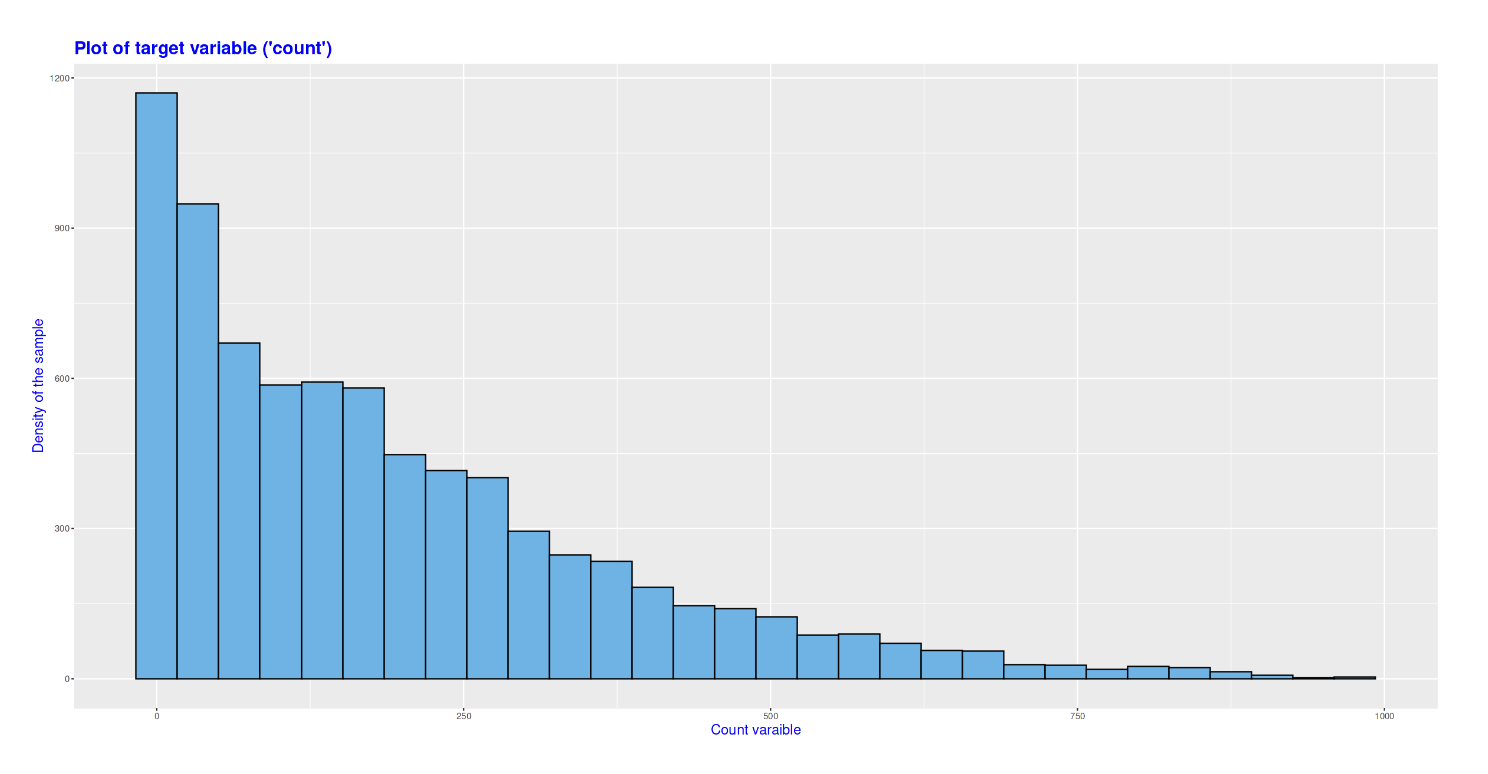 Plot of target variable ('count')
1200
900
600
300
0
Density of the sample
0 250 500 750 1000
Count varaible